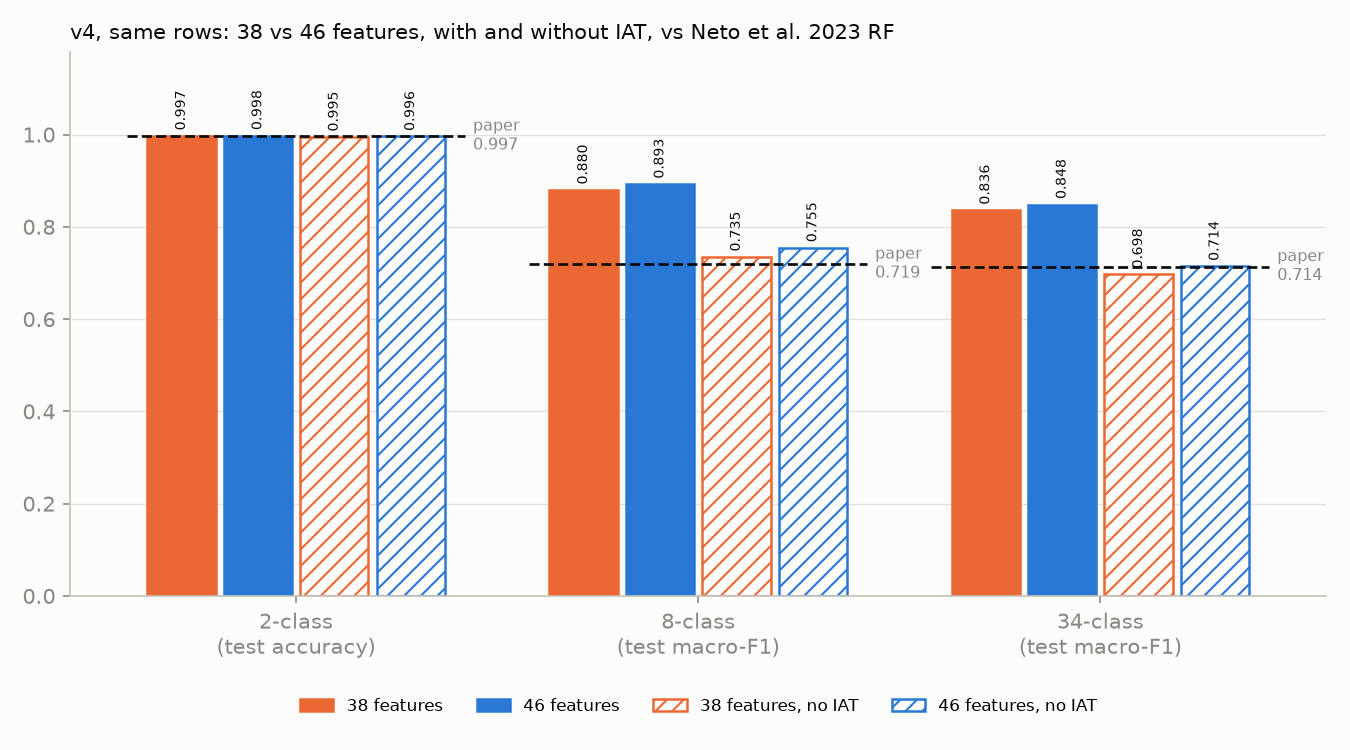 v4, same rows: 38 vs 46 features, with and without IAT, vs Neto et al. 2023 RF
1.0
0.8
0.6
0.4
0.2
0.0
0.997
0.998
0.995
0.996
paper
0.997
0.880
0.893
0.735
0.755
paper
0.719
0.836
0.848
0.698
0.714
paper
0.714
2-class
(test accuracy)
8-class
(test macro-F1)
34-class
(test macro-F1)
38 features
46 features
38 features, no IAT
46 features, no IAT